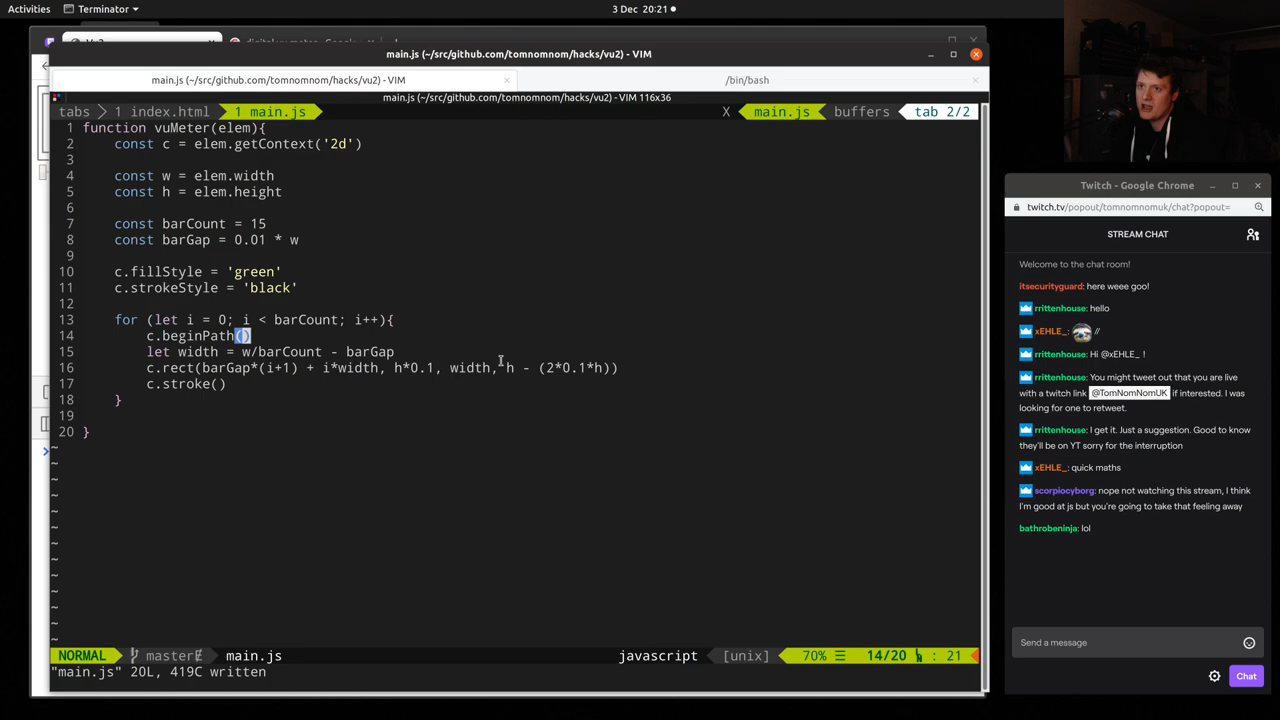 Activities
Terminator
3 Dec 20:21
main.js (~/src/github.com/tomnomnom/hacks/vu2) - VIM
main.js (~/src/github.com/tomnomnom/hacks/vu2) - VIM
/bin/bash
main.js (~/src/github.com/tomnomnom/hacks/vu2) - VIM 116x36
tabs 1 index.html 1 main.js X main.js buffers tab 2/2
1 function vuMeter(elem){
2 const c = elem.getContext('2d')
3
4 const w = elem.width
5 const h = elem.height
6
7 const barCount = 15
8 const barGap = 0.01 * w
9
10 c.fillStyle = 'green'
11 c.strokeStyle = 'black'
12
13 for (let i = 0; i < barCount; i++){
14 c.beginPath()
15 let width = w/barCount - barGap
16 c.rect(barGap*(i+1) + i*width, h*0.1, width, h - (2*0.1*h))
17 c.stroke()
18 }
19
20 }
~
~
~
~
~
~
~
~
~
~
~
~
~
NORMAL master main.js javascript [unix] 70% 14/20 : 21
"main.js" 20L, 419C written
Twitch - Google Chrome
twitch.tv/popout/tomnomnomuk/chat?popout=
STREAM CHAT
Welcome to the chat room!
itsecurityguard: here weee goo!
rrittenhouse: hello
xEHLE_: //
rrittenhouse: Hi @xEHLE_ !
rrittenhouse: You might tweet out that you are live
with a twitch link @TomNomNomUK if interested. I was
looking for one to retweet.
rrittenhouse: I get it. Just a suggestion. Good to know
they'll be on YT sorry for the interruption
xEHLE_: quick maths
scorpiocyborg: nope not watching this stream, I think
I'm good at js but you're going to take that feeling away
bathrobeninja: lol
Send a message
Chat